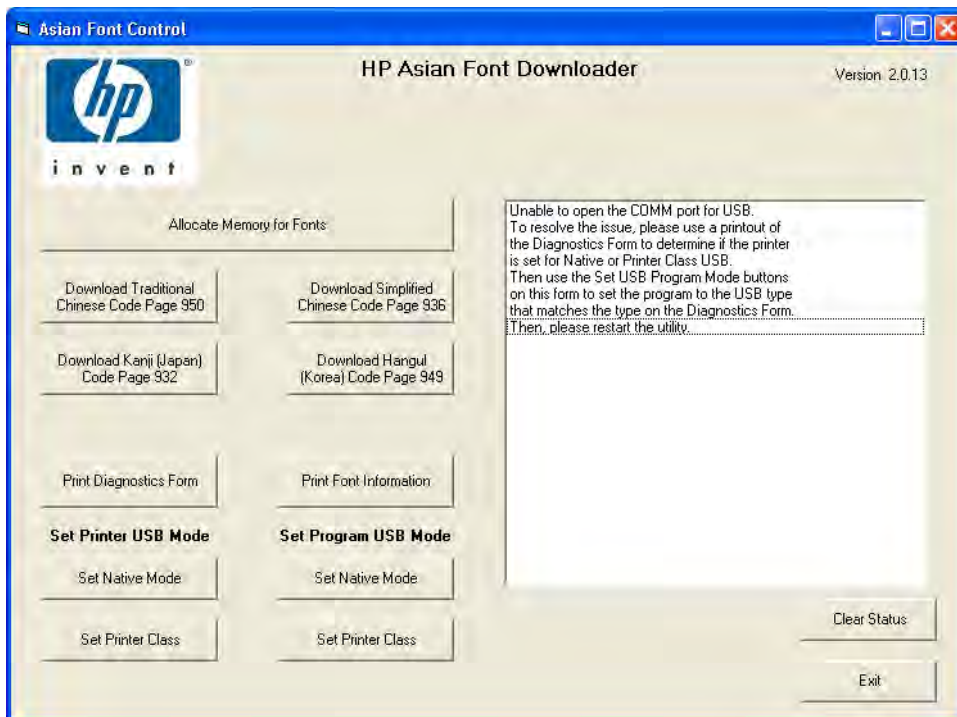 Asian Font Control
hp
®
invent
HP Asian Font Downloader
Version 2.0.13
Allocate Memory for Fonts
Download Traditional
Chinese Code Page 950
Download Simplified
Chinese Code Page 936
Download Kanji (Japan)
Code Page 932
Download Hangul
(Korea) Code Page 949
Print Diagnostics Form
Print Font Information
Set Printer USB Mode
Set Program USB Mode
Set Native Mode
Set Native Mode
Set Printer Class
Set Printer Class
Unable to open the COMM port for USB.
To resolve the issue, please use a printout of
the Diagnostics Form to determine if the printer
is set for Native or Printer Class USB.
Then use the Set USB Program Mode buttons
on this form to set the program to the USB type
that matches the type on the Diagnostics Form.
Then, please restart the utility.
Clear Status
Exit